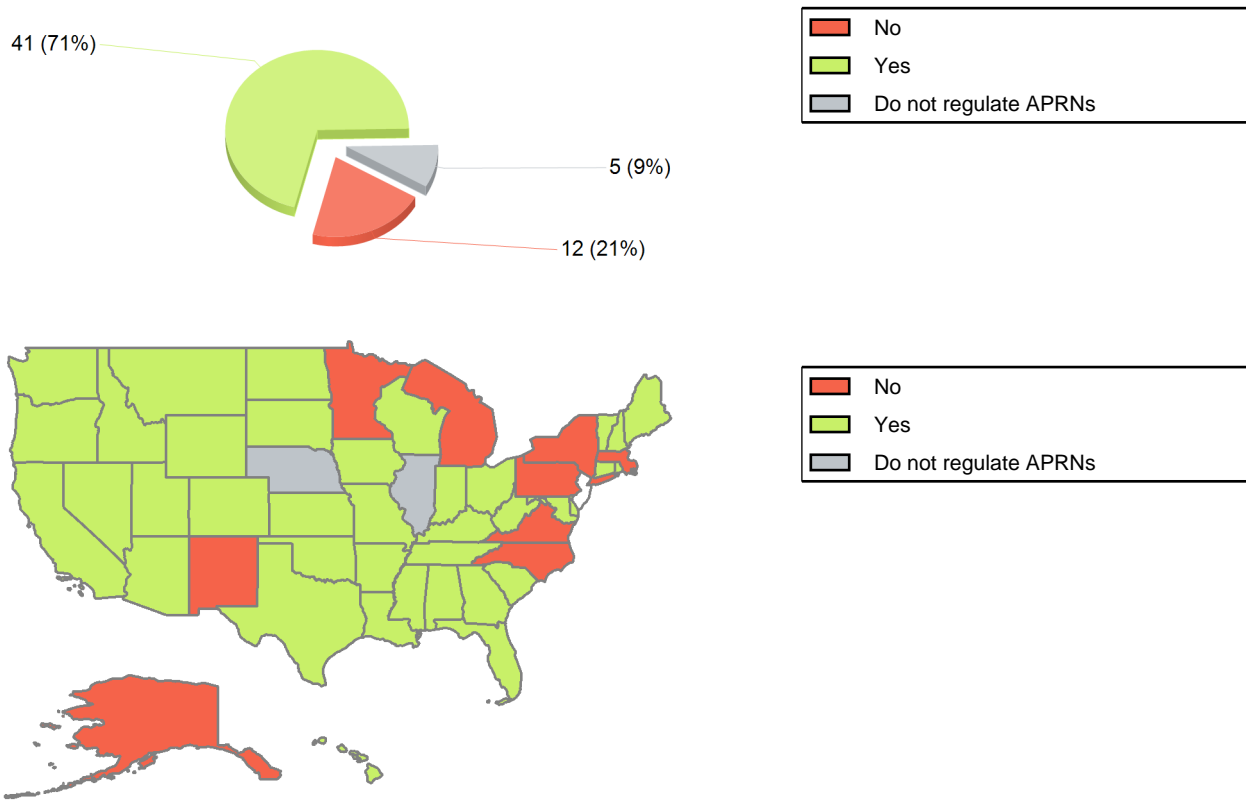 41 (71%)
5 (9%)
12 (21%)
No
Yes
Do not regulate APRNs
No
Yes
Do not regulate APRNs